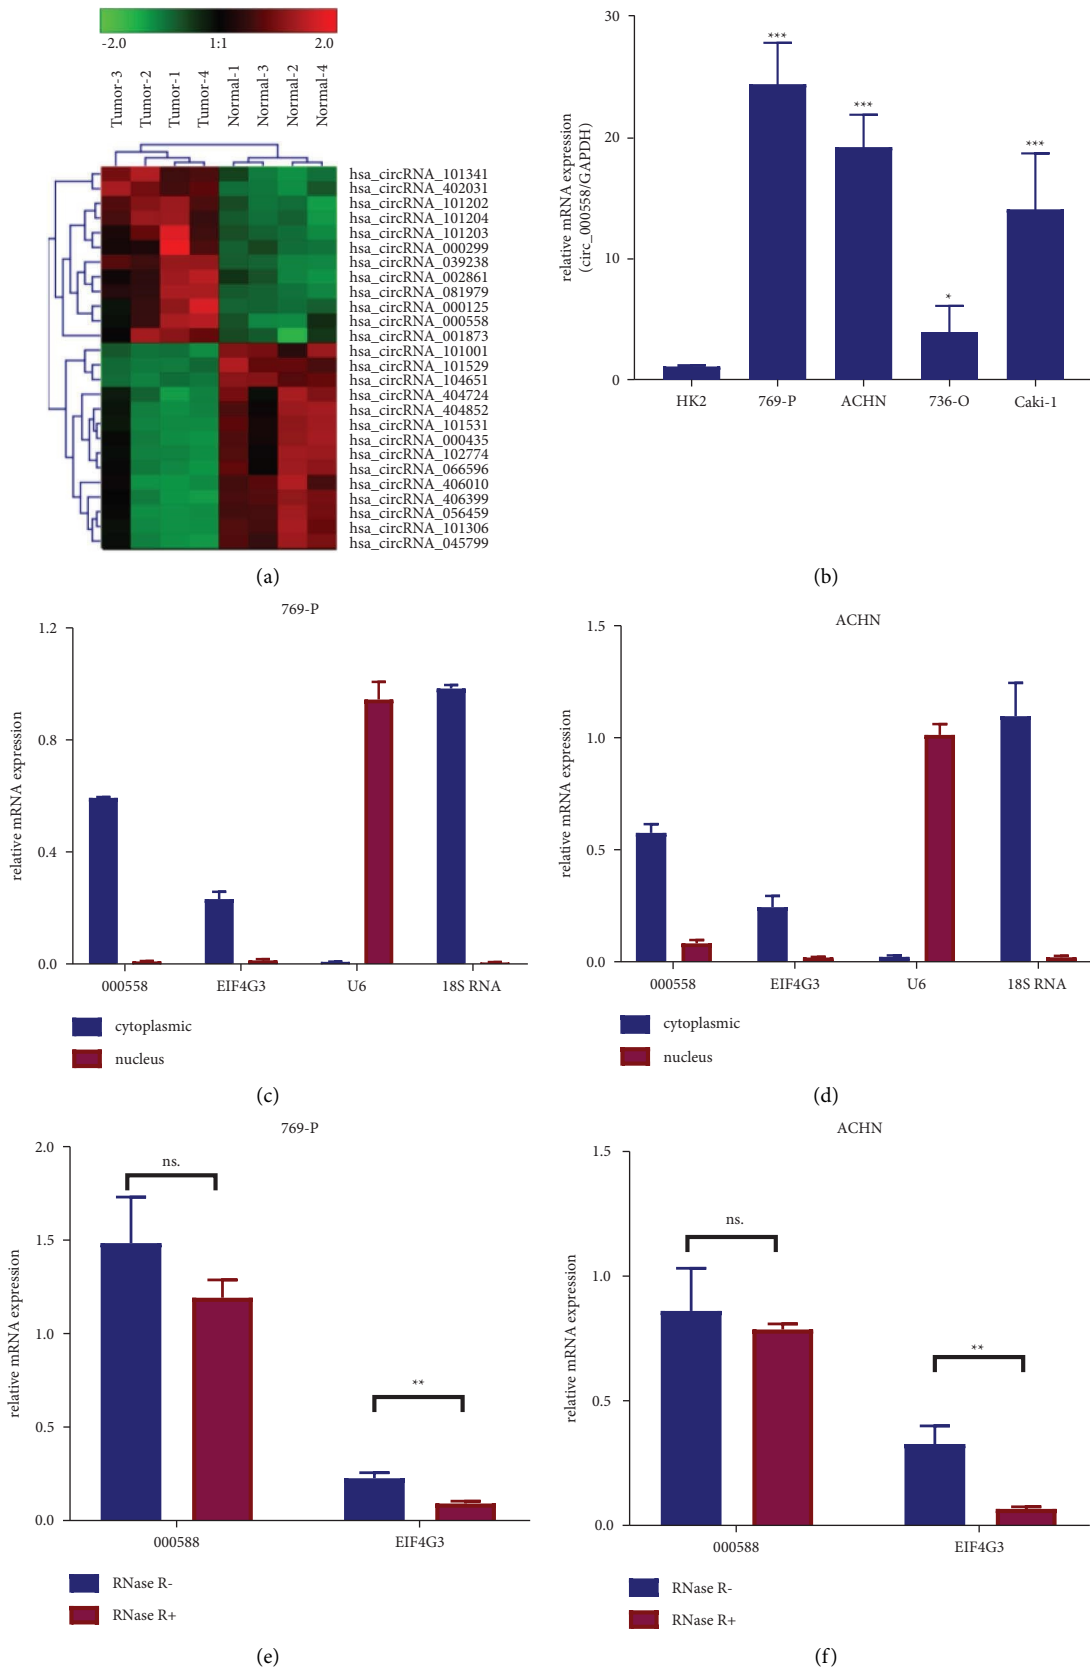 -2.0 1:1 2.0
Tumor-3 Tumor-2 Tumor-1 Tumor-4 Normal-1 Normal-3 Normal-2 Normal-4
hsa_circRNA_101341
hsa_circRNA_402031
hsa_circRNA_101202
hsa_circRNA_101204
hsa_circRNA_101203
hsa_circRNA_000299
hsa_circRNA_039238
hsa_circRNA_002861
hsa_circRNA_081979
hsa_circRNA_000125
hsa_circRNA_000558
hsa_circRNA_001873
hsa_circRNA_101001
hsa_circRNA_101529
hsa_circRNA_104651
hsa_circRNA_404724
hsa_circRNA_404852
hsa_circRNA_101531
hsa_circRNA_000435
hsa_circRNA_102774
hsa_circRNA_066596
hsa_circRNA_406010
hsa_circRNA_406399
hsa_circRNA_056459
hsa_circRNA_101306
hsa_circRNA_045799
(a)
relative mRNA expression
(circ_000558/GAPDH)
30
20
10
0
***
***
*
***
HK2 769-P ACHN 736-O Caki-1
(b)
769-P
relative mRNA expression
1.2
0.8
0.4
0.0
000558 EIF4G3 U6 18S RNA
cytoplasmic
nucleus
(c)
ACHN
relative mRNA expression
1.5
1.0
0.5
0.0
000558 EIF4G3 U6 18S RNA
cytoplasmic
nucleus
(d)
769-P
relative mRNA expression
2.0
1.5
1.0
0.5
0.0
ns.
**
000588 EIF4G3
RNase R-
RNase R+
(e)
ACHN
relative mRNA expression
1.5
1.0
0.5
0.0
ns.
**
000588 EIF4G3
RNase R-
RNase R+
(f)